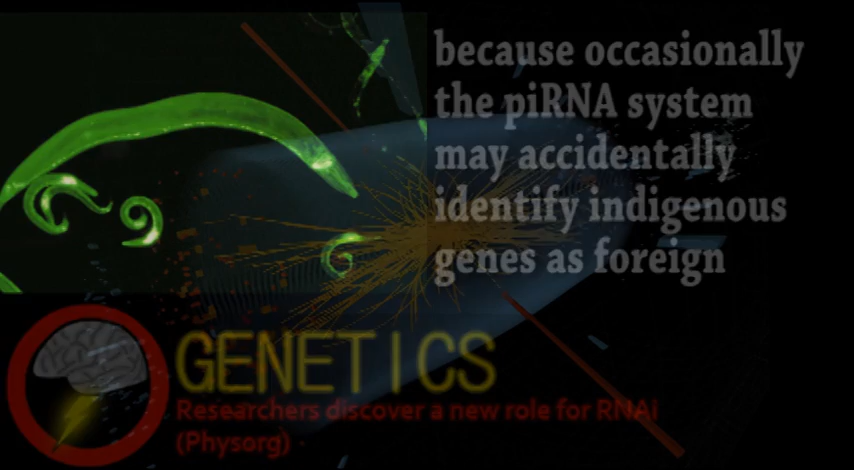 because occasionally
the piRNA system
may accidentally
identify indigenous
genes as foreign
GENETICS
Researchers discover a new role for RNAi
(Physorg)